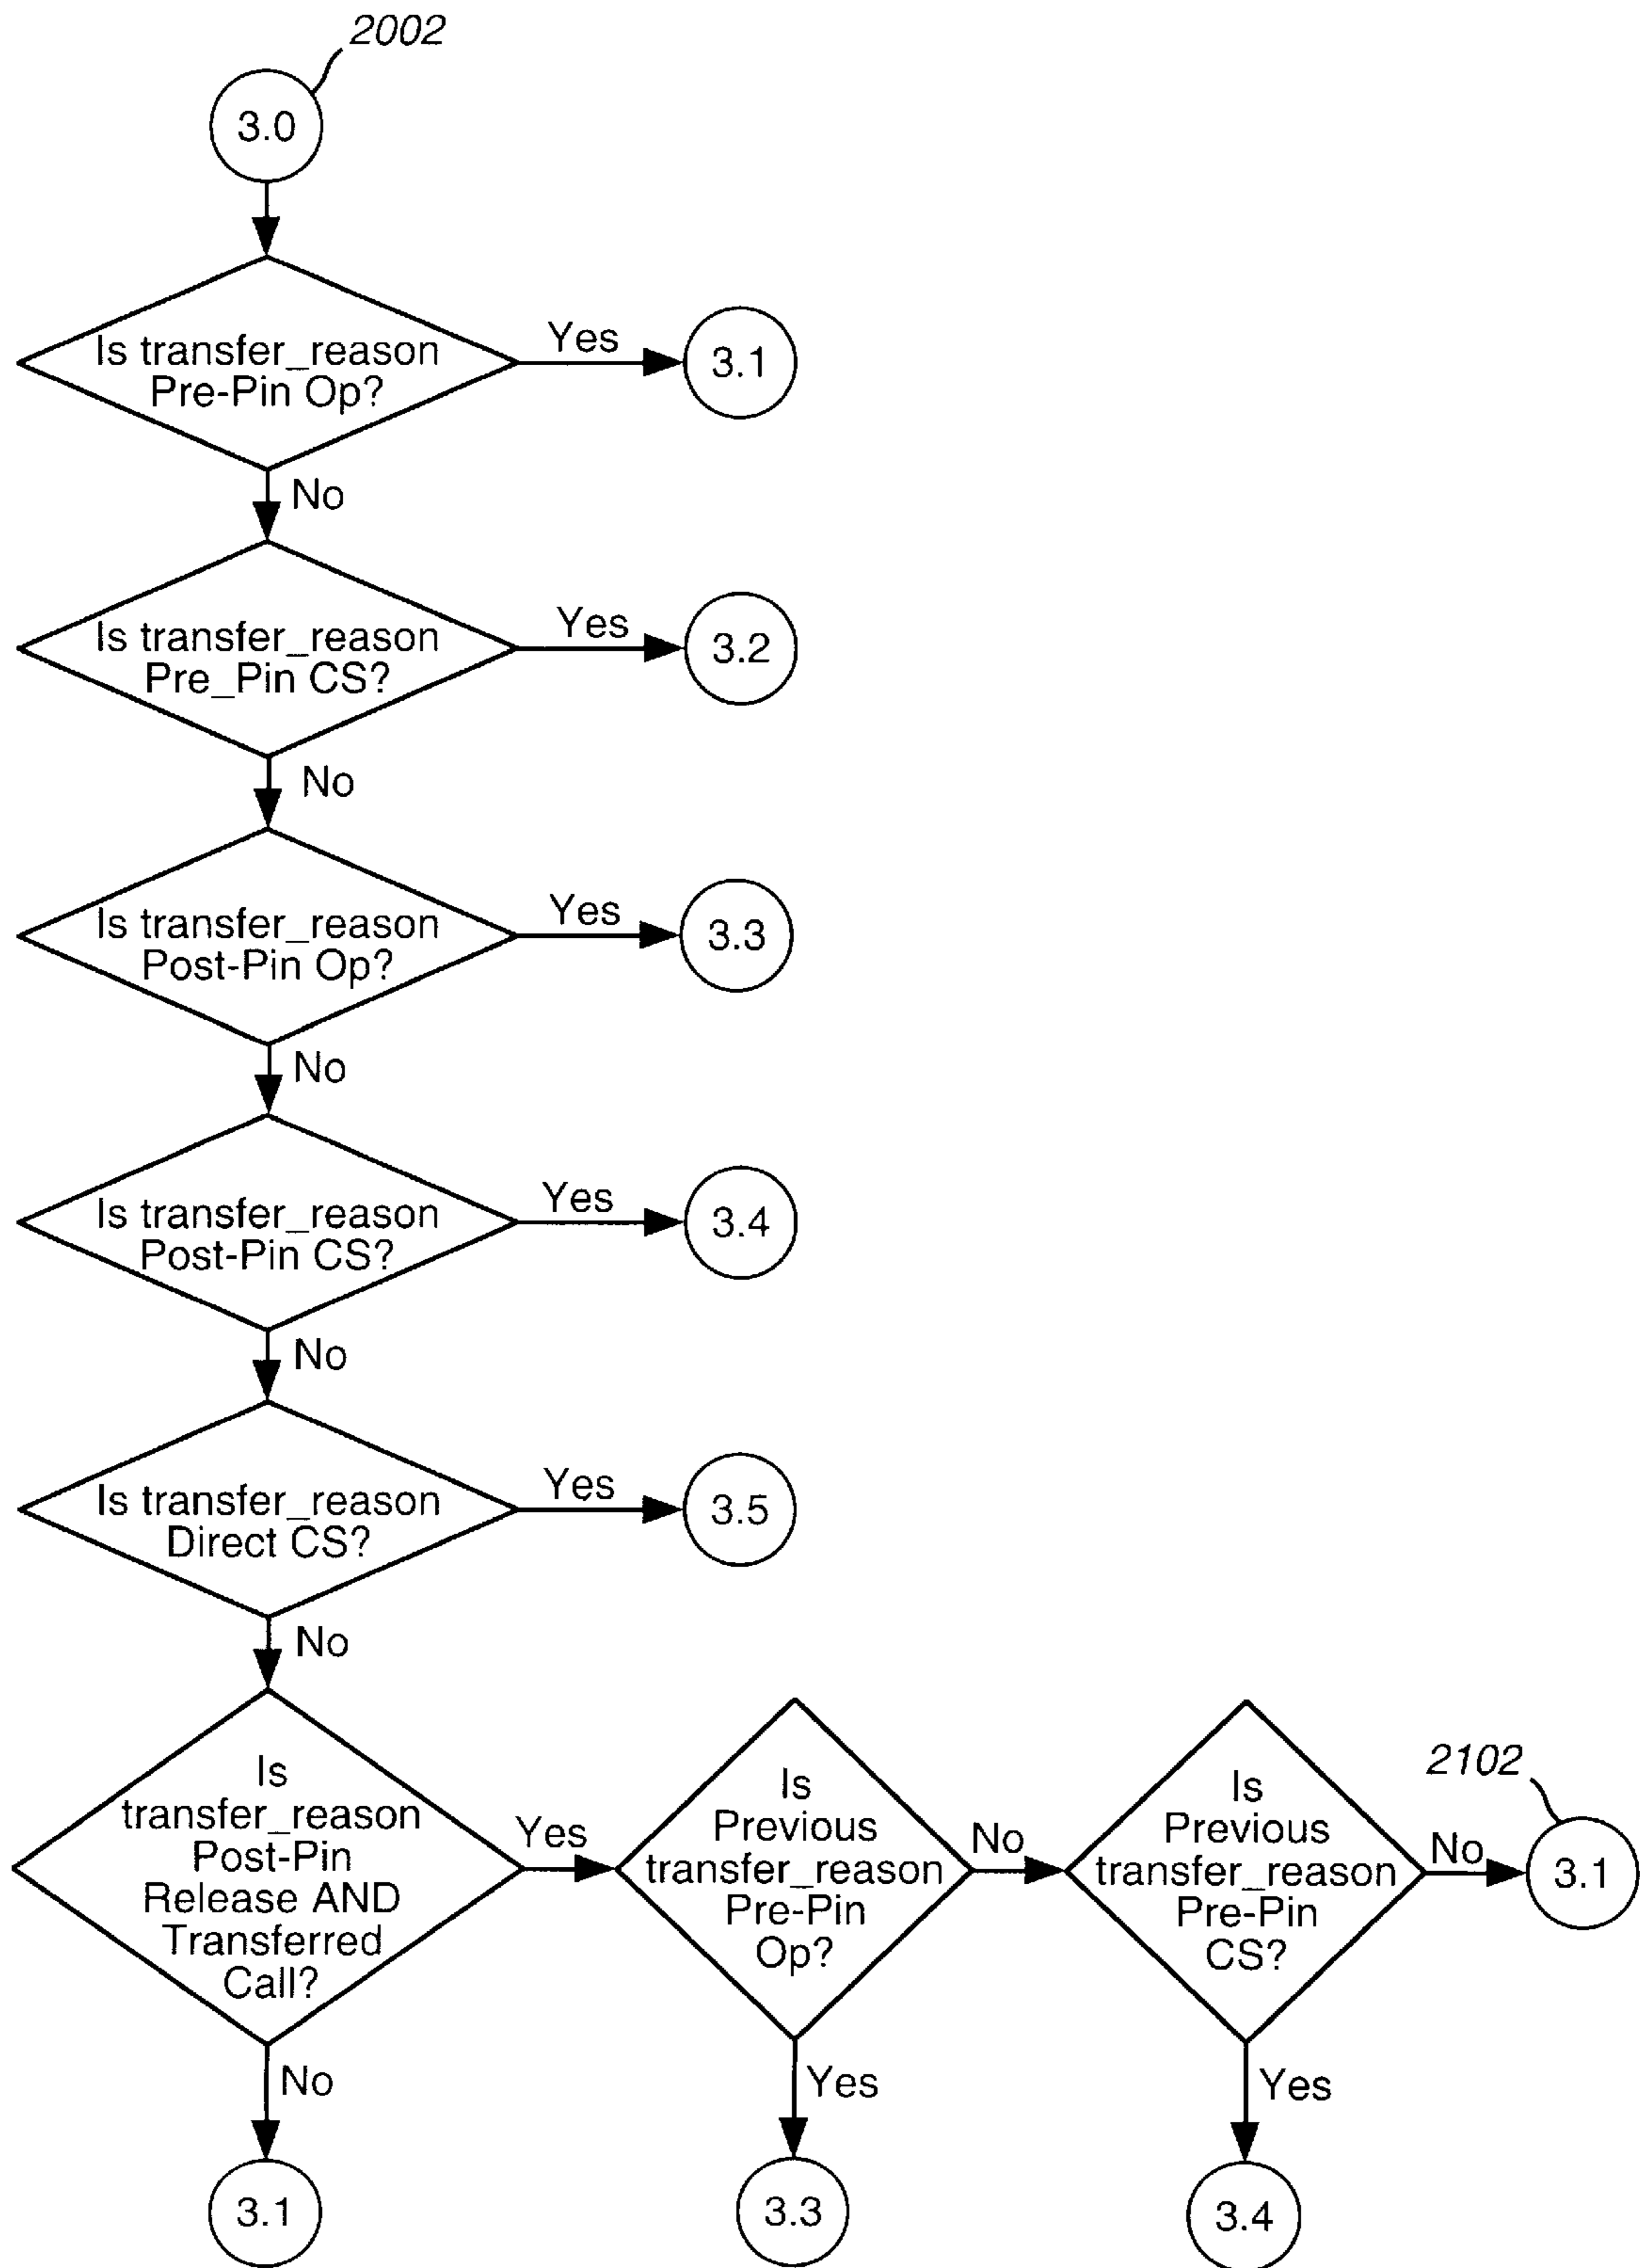 2002
3.0
Is transfer_reason
Pre-Pin Op?
Yes
3.1
No
Is transfer_reason
Pre_Pin CS?
Yes
3.2
No
Is transfer_reason
Post-Pin Op?
Yes
3.3
No
Is transfer_reason
Post-Pin CS?
Yes
3.4
No
Is transfer_reason
Direct CS?
Yes
3.5
No
Is
transfer_reason
Post-Pin
Release AND
Transferred
Call?
Yes
Is
Previous
transfer_reason
Pre-Pin
Op?
No
Is
Previous
transfer_reason
Pre-Pin
CS?
No
2102
3.1
No
3.1
Yes
3.3
Yes
3.4